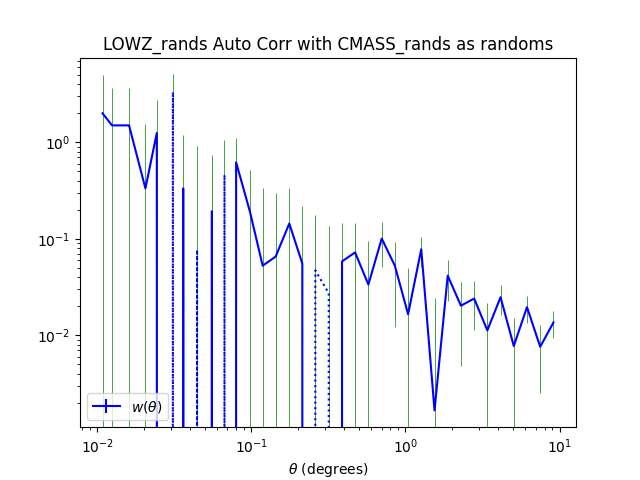 LOWZ_rands Auto Corr with CMASS_rands as randoms
10⁰
10⁻¹
10⁻²
w(θ)
10⁻² 10⁻¹ 10⁰ 10¹
θ (degrees)